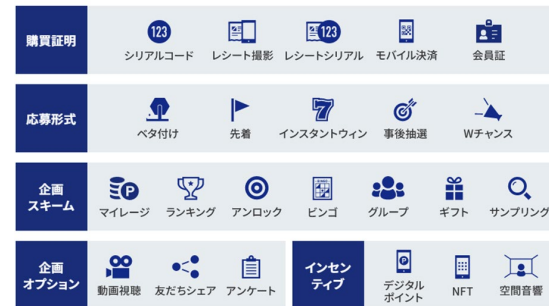 購買証明
123
123
シリアルコード
レシート撮影
レシートシリアル
モバイル決済
会員証
応募形式
7
ベタ付け
先着
インスタントウィン
事後抽選
Wチャンス
企画
スキーム
P
マイレージ
ランキング
アンロック
ビンゴ
グループ
ギフト
サンプリング
企画
オプション
動画視聴
友だちシェア
アンケート
インセン
ティブ
P
デジタル
ポイント
NFT
空間音響